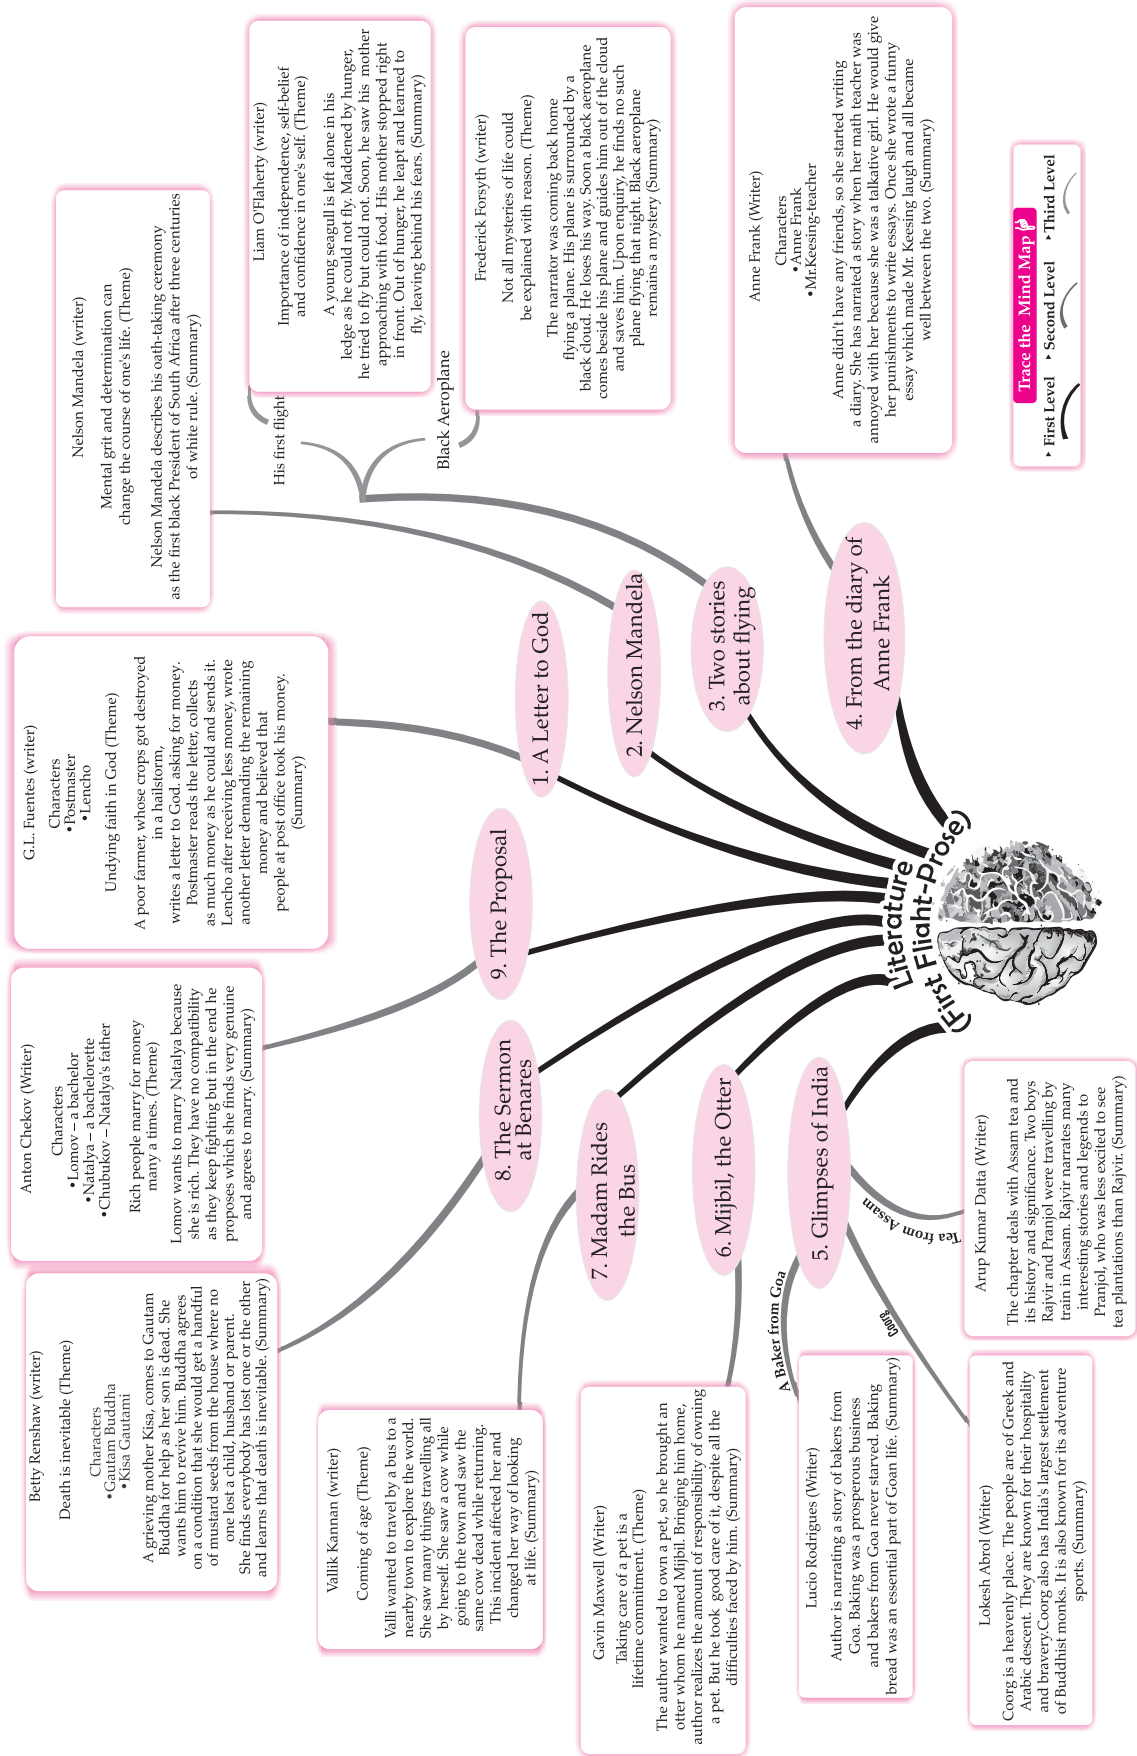 Literature
(First Flight-Prose)
1. A Letter to God
G.L. Fuentes (writer)
Characters
•Postmaster
•Lencho
Undying faith in God (Theme)
A poor farmer, whose crops got destroyed
in a hailstorm,
writes a letter to God. asking for money.
Postmaster reads the letter, collects
as much money as he could and sends it.
Lencho after receiving less money, wrote
another letter demanding the remaining
money and believed that
people at post office took his money.
(Summary)
2. Nelson Mandela
Nelson Mandela (writer)
Mental grit and determination can
change the course of one's life. (Theme)
Nelson Mandela describes his oath-taking ceremony
as the first black President of South Africa after three centuries
of white rule. (Summary)
3. Two stories
about flying
His first flight
Liam O'Flaherty (writer)
Importance of independence, self-belief
and confidence in one's self. (Theme)
A young seagull is left alone in his
ledge as he could not fly. Maddened by hunger,
he tried to fly but could not. Soon, he saw his mother
approaching with food. His mother stopped right
in front. Out of hunger, he leapt and learned to
fly, leaving behind his fears. (Summary)
Black Aeroplane
Frederick Forsyth (writer)
Not all mysteries of life could
be explained with reason. (Theme)
The narrator was coming back home
flying a plane. His plane is surrounded by a
black cloud. He loses his way. Soon a black aeroplane
comes beside his plane and guides him out of the cloud
and saves him. Upon enquiry, he finds no such
plane flying that night. Black aeroplane
remains a mystery (Summary)
4. From the diary of
Anne Frank
Anne Frank (Writer)
Characters
•Anne Frank
•Mr.Keesing-teacher
Anne didn't have any friends, so she started writing
a diary. She has narrated a story when her math teacher was
annoyed with her because she was a talkative girl. He would give
her punishments to write essays. Once she wrote a funny
essay which made Mr. Keesing laugh and all became
well between the two. (Summary)
5. Glimpses of India
A Baker from Goa
Lucio Rodrigues (Writer)
Author is narrating a story of bakers from
Goa. Baking was a prosperous business
and bakers from Goa never starved. Baking
bread was an essential part of Goan life. (Summary)
Coorg
Lokesh Abrol (Writer)
Coorg is a heavenly place. The people are of Greek and
Arabic descent. They are known for their hospitality
and bravery.Coorg also has India's largest settlement
of Buddhist monks. It is also known for its adventure
sports. (Summary)
Tea from Assam
Arup Kumar Datta (Writer)
The chapter deals with Assam tea and
its history and significance. Two boys
Rajvir and Pranjol were travelling by
train in Assam. Rajvir narrates many
interesting stories and legends to
Pranjol, who was less excited to see
tea plantations than Rajvir. (Summary)
6. Mijbil, the Otter
Gavin Maxwell (Writer)
Taking care of a pet is a
lifetime commitment. (Theme)
The author wanted to own a pet, so he brought an
otter whom he named Mijbil. Bringing him home,
author realizes the amount of responsibility of owning
a pet. But he took good care of it, despite all the
difficulties faced by him. (Summary)
7. Madam Rides
the Bus
Vallik Kannan (writer)
Coming of age (Theme)
Valli wanted to travel by a bus to a
nearby town to explore the world.
She saw many things travelling all
by herself. She saw a cow while
going to the town and saw the
same cow dead while returning.
This incident affected her and
changed her way of looking
at life. (Summary)
8. The Sermon
at Benares
Betty Renshaw (writer)
Death is inevitable (Theme)
Characters
•Gautam Buddha
•Kisa Gautami
A grieving mother Kisa, comes to Gautam
Buddha for help as her son is dead. She
wants him to revive him. Buddha agrees
on a condition that she would get a handful
of mustard seeds from the house where no
one lost a child, husband or parent.
She finds everybody has lost one or the other
and learns that death is inevitable. (Summary)
9. The Proposal
Anton Chekov (Writer)
Characters
•Lomov – a bachelor
•Natalya – a bachelorette
•Chubukov – Natalya's father
Rich people marry for money
many a times. (Theme)
Lomov wants to marry Natalya because
she is rich. They have no compatibility
as they keep fighting but in the end he
proposes which she finds very genuine
and agrees to marry. (Summary)
Trace the Mind Map
First Level
Second Level
Third Level